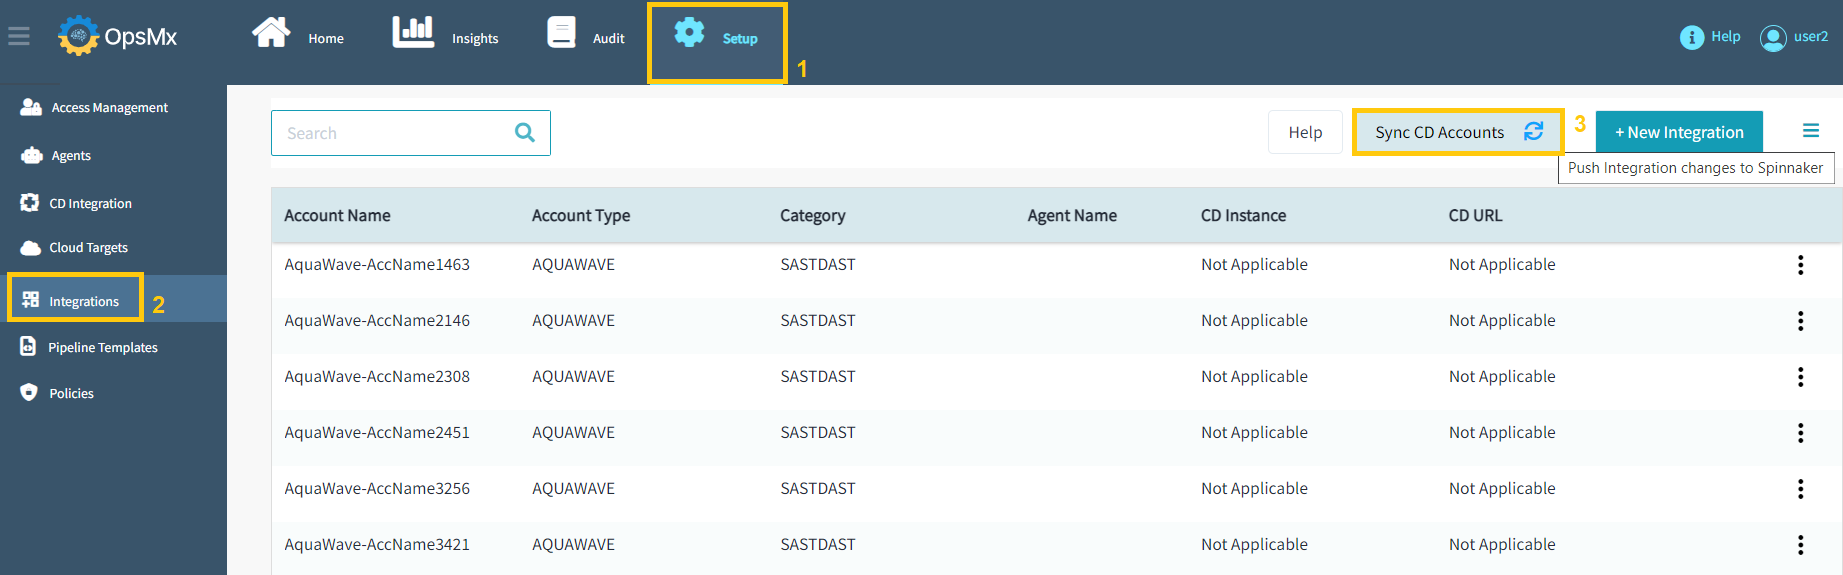 OpsMx
Home
Insights
Audit
Setup
1
Help
user2
Access Management
Agents
CD Integration
Cloud Targets
Integrations
2
Pipeline Templates
Policies
Search
Help
Sync CD Accounts
3
+ New Integration
Push Integration changes to Spinnaker
Account Name Account Type Category Agent Name CD Instance CD URL
AquaWave-AccName1463 AQUAWAVE SASTDAST Not Applicable Not Applicable
AquaWave-AccName2146 AQUAWAVE SASTDAST Not Applicable Not Applicable
AquaWave-AccName2308 AQUAWAVE SASTDAST Not Applicable Not Applicable
AquaWave-AccName2451 AQUAWAVE SASTDAST Not Applicable Not Applicable
AquaWave-AccName3256 AQUAWAVE SASTDAST Not Applicable Not Applicable
AquaWave-AccName3421 AQUAWAVE SASTDAST Not Applicable Not Applicable